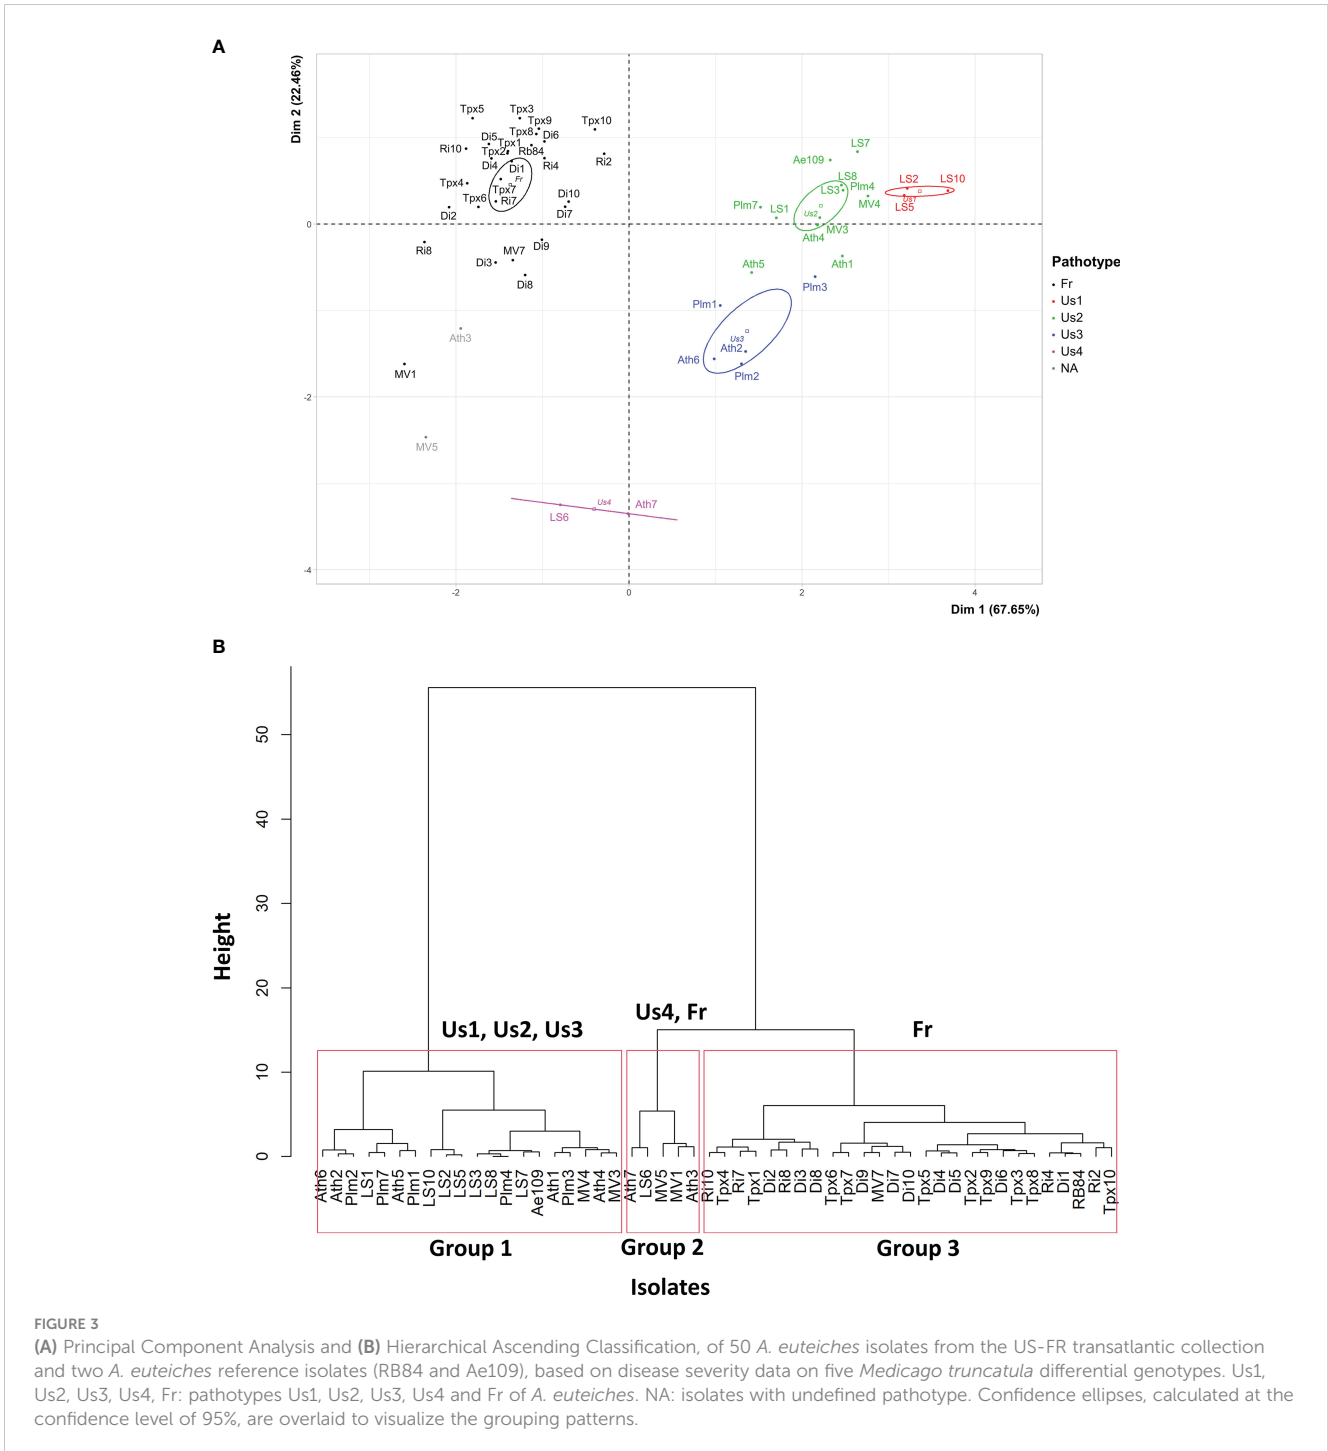 A
Dim 2 (22.46%)
Tpx5
Tpx3
Tpx9
Tpx10
Tpx8
Di6
Di5
Tpx1
Ri10
Tpx2
Rb84
Ri2
Di4
Di1
Ri4
Fr
Tpx4
Tpx7
Tpx6
Ri7
Di10
Di2
Di7
Ri8
MV7
Di9
Di3
Di8
Ath3
MV1
MV5
LS7
Ae109
LS8
LS2
LS10
LS3
Plm4
Us1
Plm7
LS1
MV4
LS5
Us2
MV3
Ath4
Ath5
Ath1
Plm3
Plm1
Us3
Ath2
Ath6
Plm2
Us4
Ath7
LS6
0
-2
-4
-2
0
2
4
Dim 1 (67.65%)
Pathotype
Fr
Us1
Us2
Us3
Us4
NA
B
Height
0
10
20
30
40
50
Us1, Us2, Us3
Us4, Fr
Fr
Ath6
Ath2
Plm2
LS1
Plm7
Ath5
Plm1
LS10
LS2
LS5
LS3
LS8
Plm4
LS7
Ae109
Ath1
Plm3
MV4
Ath4
MV3
Ath7
LS6
MV5
MV1
Ath3
Ri10
Tpx4
Ri7
Tpx1
Di2
Ri8
Di3
Di8
Tpx6
Tpx7
Di9
MV7
Di7
Di10
Tpx5
Di4
Di5
Tpx2
Tpx9
Di6
Tpx3
Tpx8
Ri4
Di1
RB84
Ri2
Tpx10
Group 1
Group 2
Group 3
Isolates
FIGURE 3
(A) Principal Component Analysis and (B) Hierarchical Ascending Classification, of 50 A. euteiches isolates from the US-FR transatlantic collection
and two A. euteiches reference isolates (RB84 and Ae109), based on disease severity data on five Medicago truncatula differential genotypes. Us1,
Us2, Us3, Us4, Fr: pathotypes Us1, Us2, Us3, Us4 and Fr of A. euteiches. NA: isolates with undefined pathotype. Confidence ellipses, calculated at the
confidence level of 95%, are overlaid to visualize the grouping patterns.